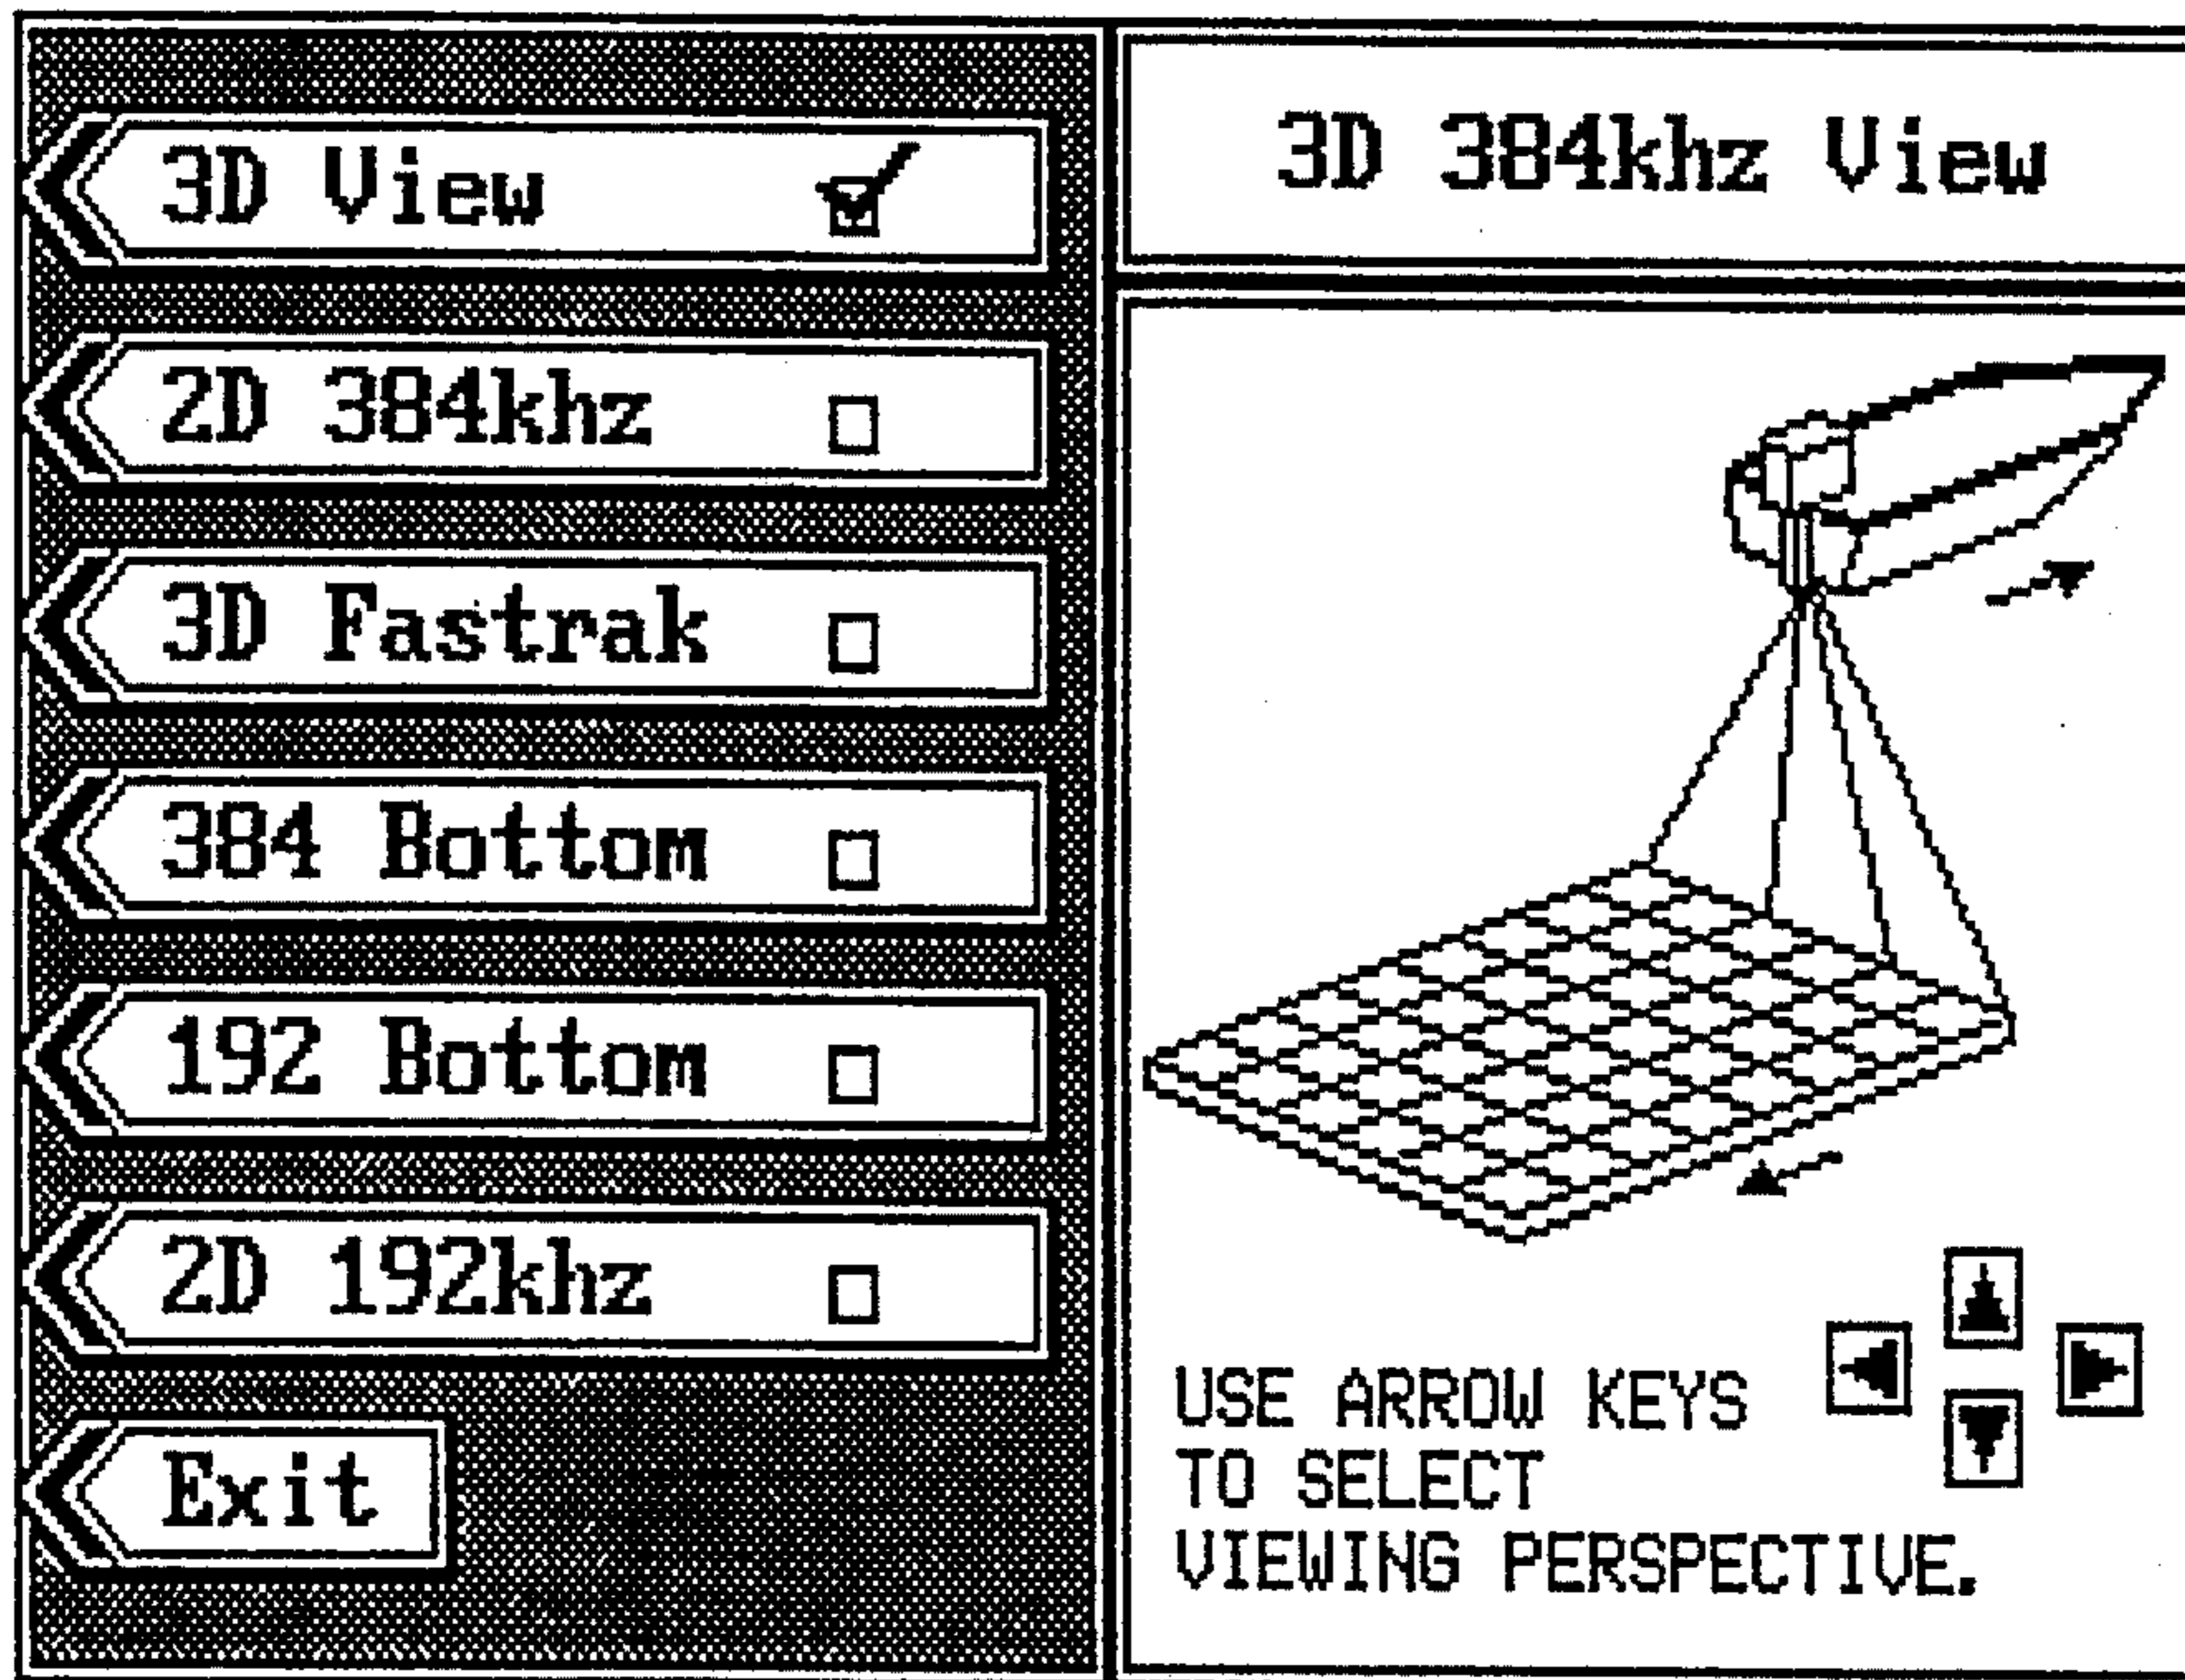 3D View
2D 384khz
3D Fastrak
384 Bottom
192 Bottom
2D 192khz
Exit
3D 384khz View
USE ARROW KEYS
TO SELECT
VIEWING PERSPECTIVE.